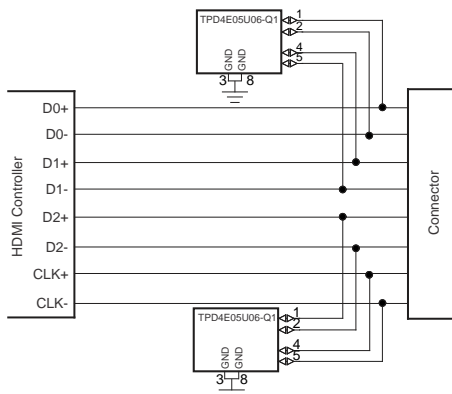 TPD4E05U06-Q1
1
2
4
5
GND
GND
3
8
HDMI Controller
D0+
D0-
D1+
D1-
D2+
D2-
CLK+
CLK-
Connector
TPD4E05U06-Q1
1
2
4
5
GND
GND
3
8